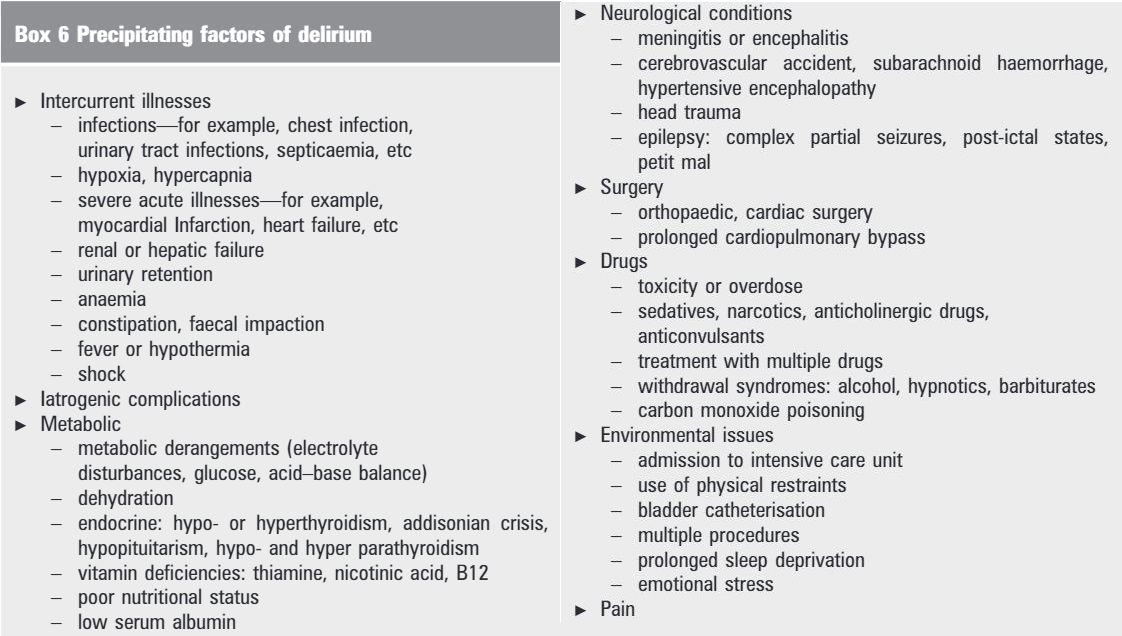 Box 6 Precipitating factors of delirium
► Intercurrent illnesses
– infections—for example, chest infection,
urinary tract infections, septicaemia, etc
– hypoxia, hypercapnia
– severe acute illnesses—for example,
myocardial Infarction, heart failure, etc
– renal or hepatic failure
– urinary retention
– anaemia
– constipation, faecal impaction
– fever or hypothermia
– shock
► Iatrogenic complications
► Metabolic
– metabolic derangements (electrolyte
disturbances, glucose, acid–base balance)
– dehydration
– endocrine: hypo- or hyperthyroidism, addisonian crisis,
hypopituitarism, hypo- and hyper parathyroidism
– vitamin deficiencies: thiamine, nicotinic acid, B12
– poor nutritional status
– low serum albumin
► Neurological conditions
– meningitis or encephalitis
– cerebrovascular accident, subarachnoid haemorrhage,
hypertensive encephalopathy
– head trauma
– epilepsy: complex partial seizures, post-ictal states,
petit mal
► Surgery
– orthopaedic, cardiac surgery
– prolonged cardiopulmonary bypass
► Drugs
– toxicity or overdose
– sedatives, narcotics, anticholinergic drugs,
anticonvulsants
– treatment with multiple drugs
– withdrawal syndromes: alcohol, hypnotics, barbiturates
– carbon monoxide poisoning
► Environmental issues
– admission to intensive care unit
– use of physical restraints
– bladder catheterisation
– multiple procedures
– prolonged sleep deprivation
– emotional stress
► Pain